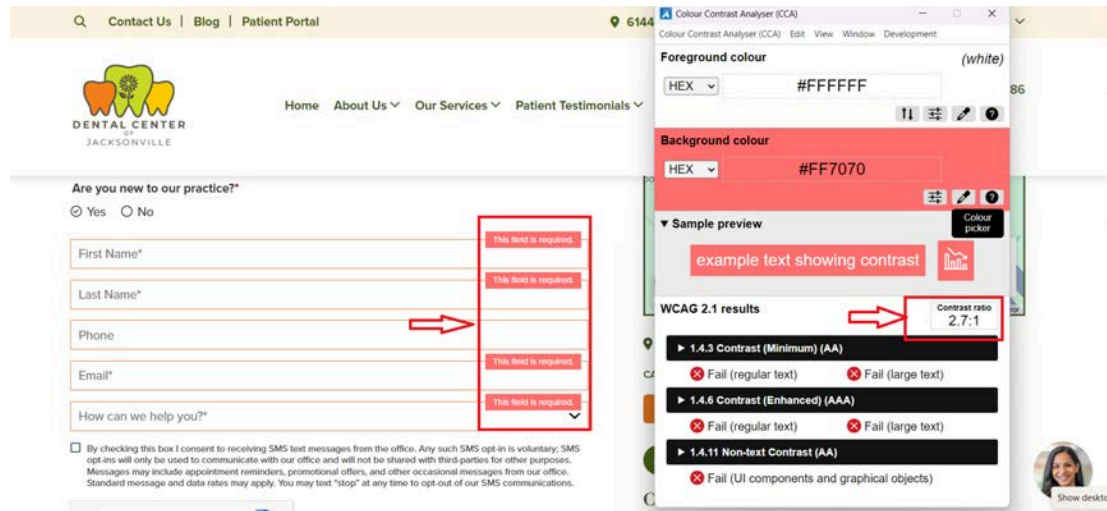 Contact Us | Blog | Patient Portal
6144
DENTAL CENTER
OF
JACKSONVILLE
Home About Us Our Services Patient Testimonials
86
Are you new to our practice?*
Yes No
This field is required.
First Name*
This field is required.
Last Name*
Phone
This field is required.
Email*
This field is required.
How can we help you?*
By checking this box I consent to receiving SMS text messages from the office. Any such SMS opt-in is voluntary; SMS
opt-ins will only be used to communicate with our office and will not be shared with third-parties for other purposes.
Messages may include appointment reminders, promotional offers, and other occasional messages from our office.
Standard message and data rates may apply. You may text "stop" at any time to opt-out of our SMS communications.
Colour Contrast Analyser (CCA)
Colour Contrast Analyser (CCA) Edit View Window Development
Foreground colour (white)
HEX #FFFFFF
Background colour
HEX #FF7070
Colour
picker
Sample preview
example text showing contrast
WCAG 2.1 results
Contrast ratio
2.7:1
1.4.3 Contrast (Minimum) (AA)
Fail (regular text) Fail (large text)
1.4.6 Contrast (Enhanced) (AAA)
Fail (regular text) Fail (large text)
1.4.11 Non-text Contrast (AA)
Fail (UI components and graphical objects)